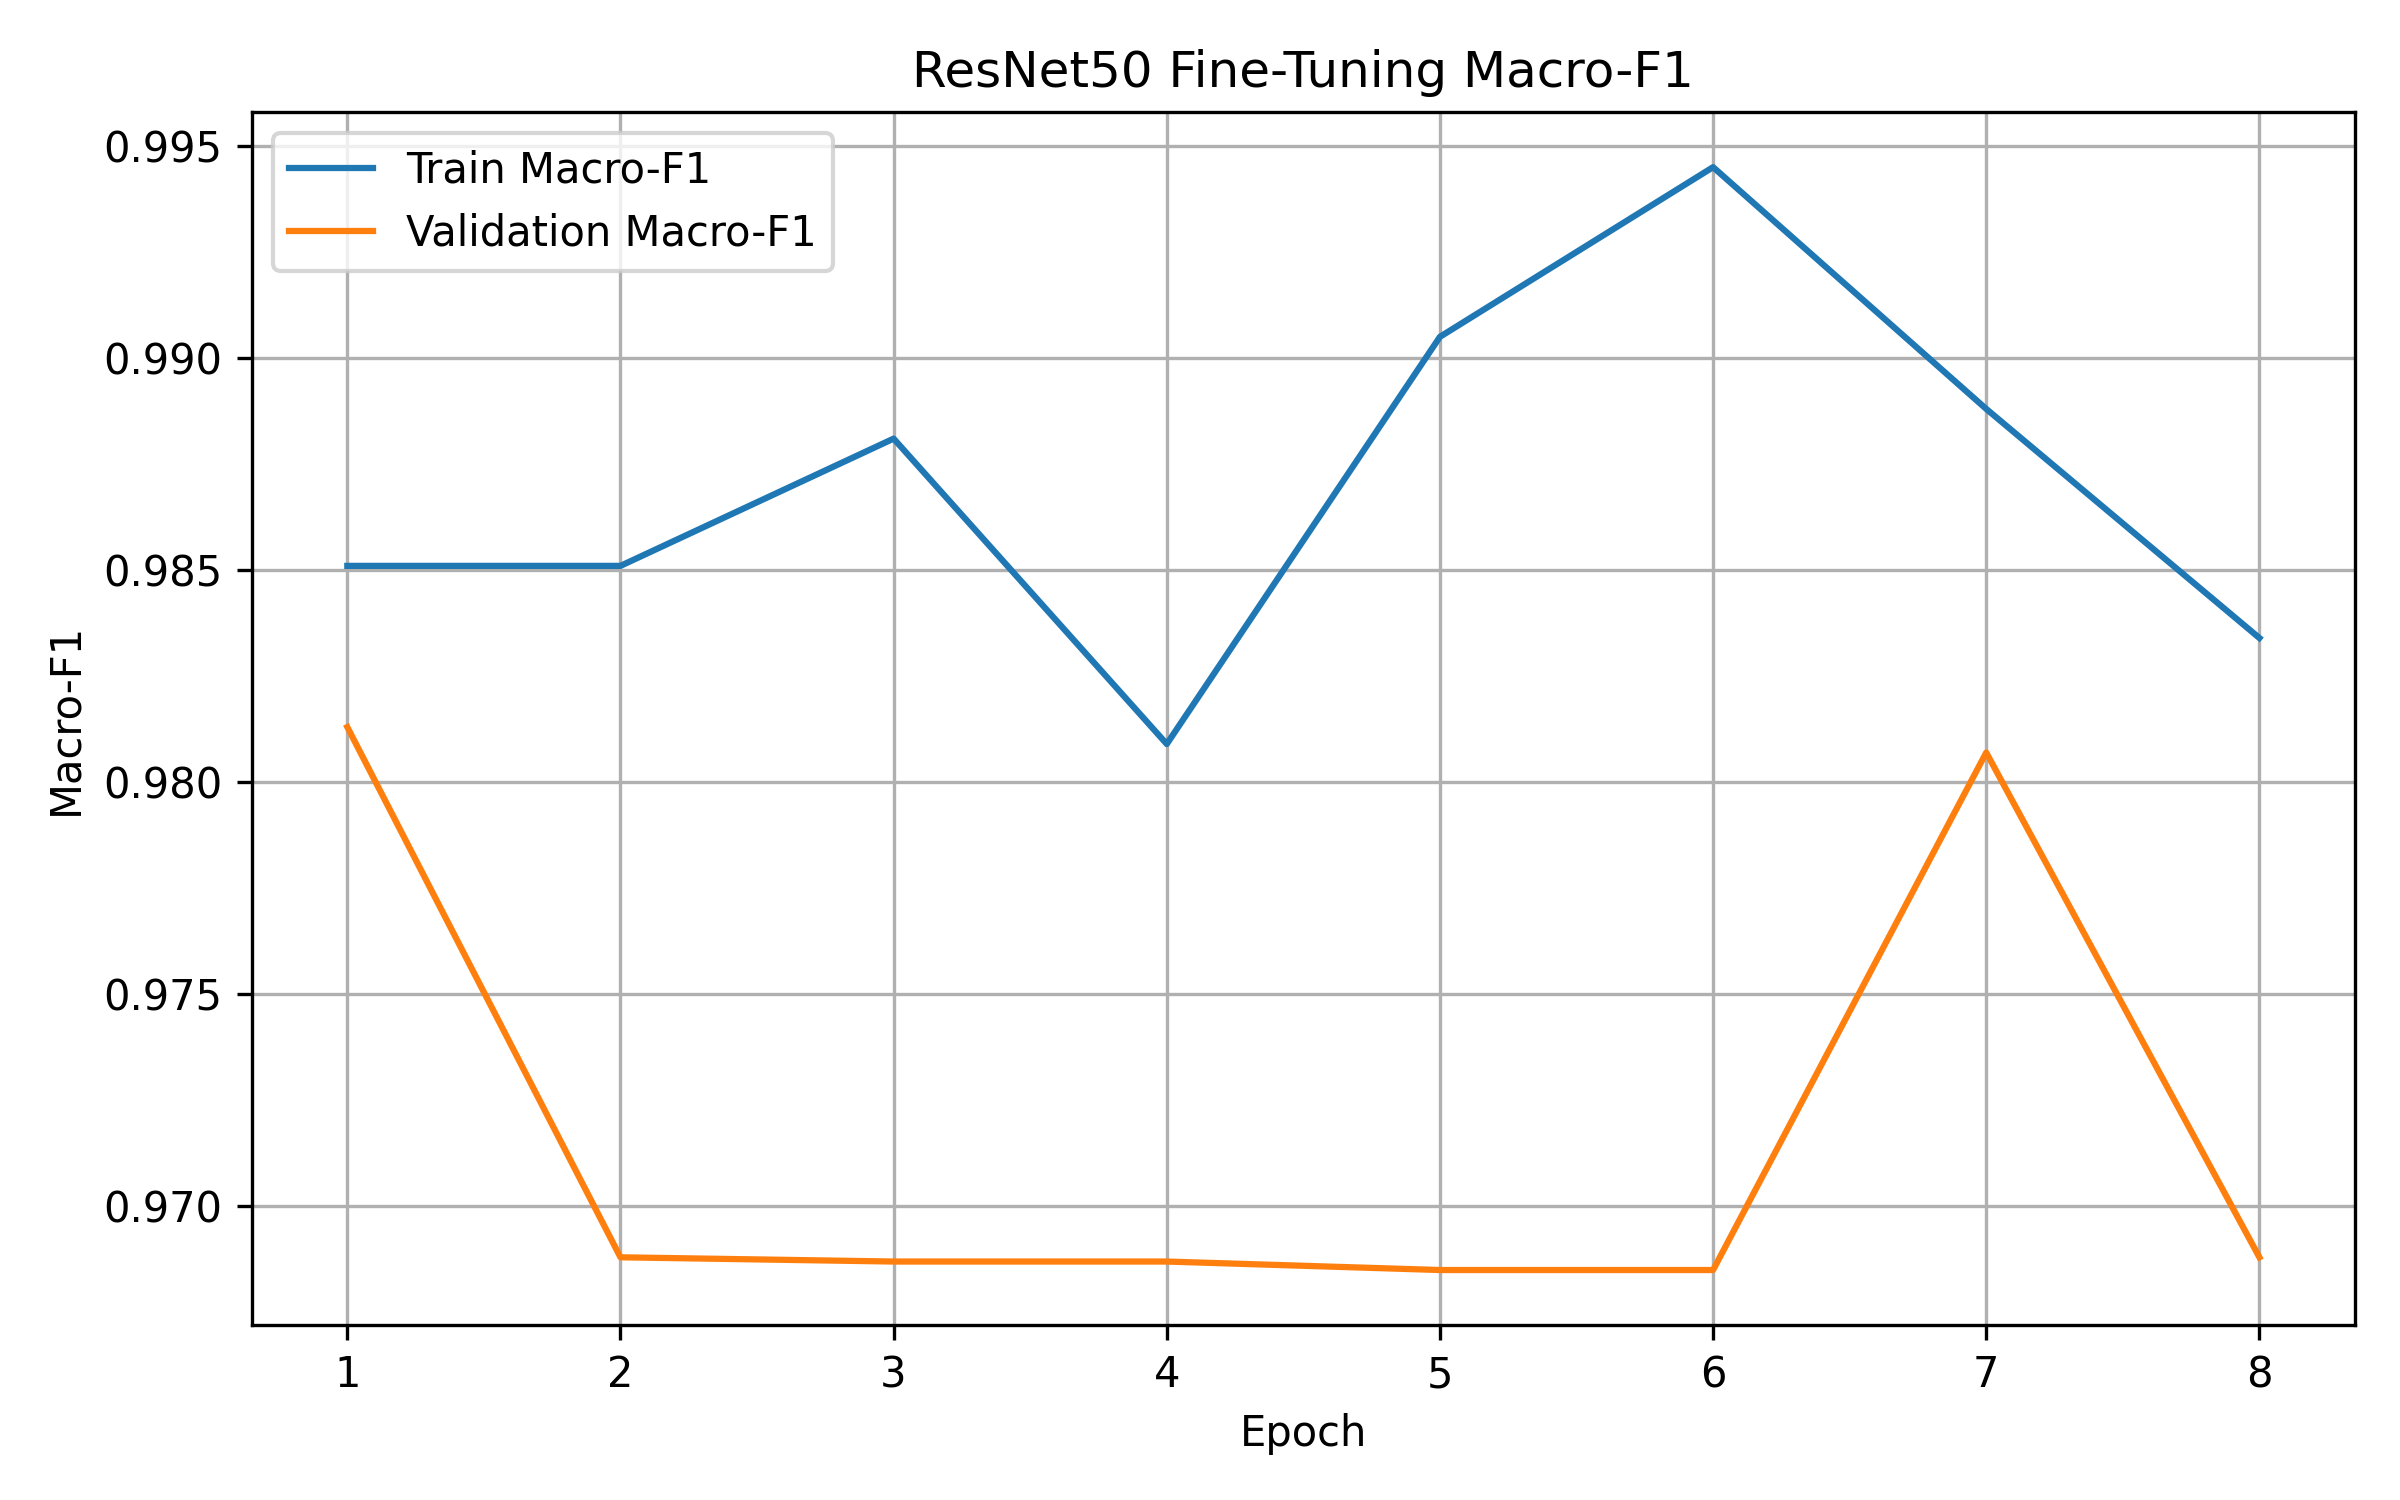 ResNet50 Fine-Tuning Macro-F1
Train Macro-F1
Validation Macro-F1
0.995
0.990
0.985
0.980
0.975
0.970
Macro-F1
1 2 3 4 5 6 7 8
Epoch